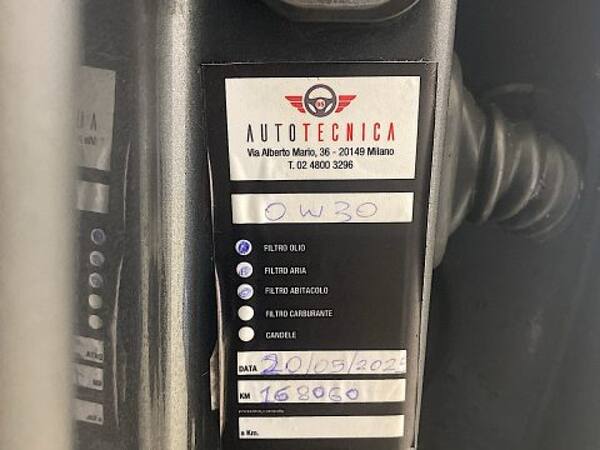 AUTOTECNICA
Via Alberto Mario, 36 - 20149 Milano
T. 02 4800 3296
0W30
FILTRO OLIO
FILTRO ARIA
FILTRO ABITACOLO
FILTRO CARBURANTE
CANDELE
DATA 20/05/2025
KM 168060
a Km.